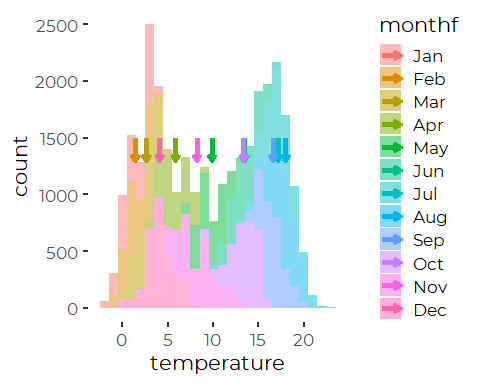 monthf
Jan
Feb
Mar
Apr
May
Jun
Jul
Aug
Sep
Oct
Nov
Dec
count
2500
2000
1500
1000
500
0
0 5 10 15 20
temperature